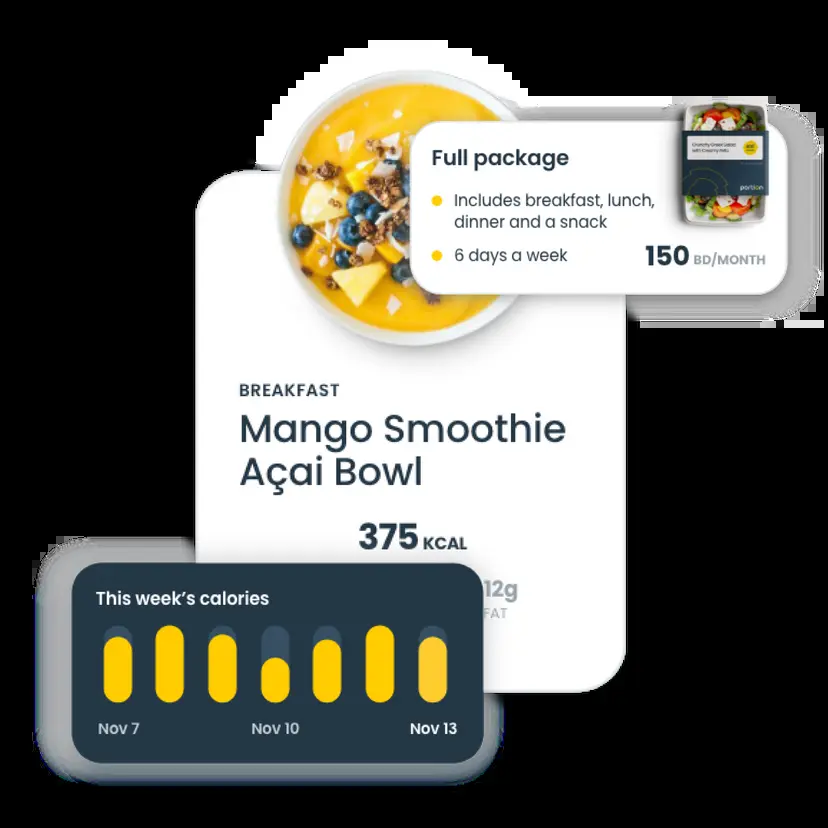 Full package
Includes breakfast, lunch,
dinner and a snack
6 days a week
150 BD/MONTH
Crunchy Greek Salad
with Creamy Feta
portion
BREAKFAST
Mango Smoothie
Açai Bowl
375 KCAL
12g
FAT
This week’s calories
Nov 7
Nov 10
Nov 13